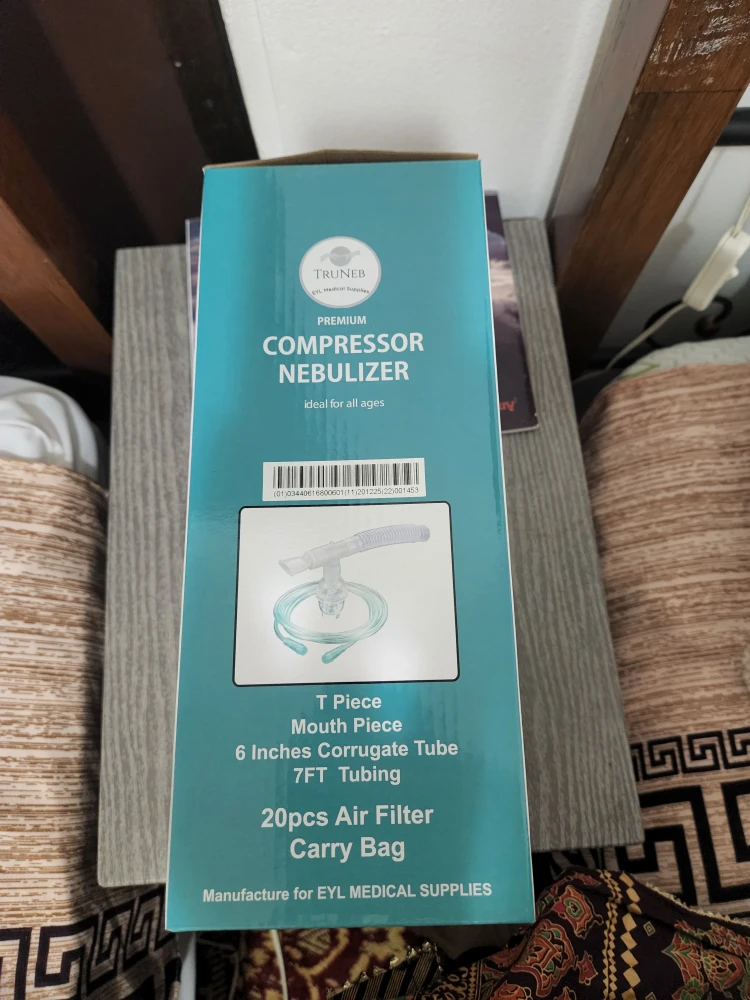 TRUNEB
EYL Medical Supplies
PREMIUM
COMPRESSOR
NEBULIZER
ideal for all ages
(01)03440616800601(11)201225(22)001453
T Piece
Mouth Piece
6 Inches Corrugate Tube
7FT Tubing
20pcs Air Filter
Carry Bag
Manufacture for EYL MEDICAL SUPPLIES